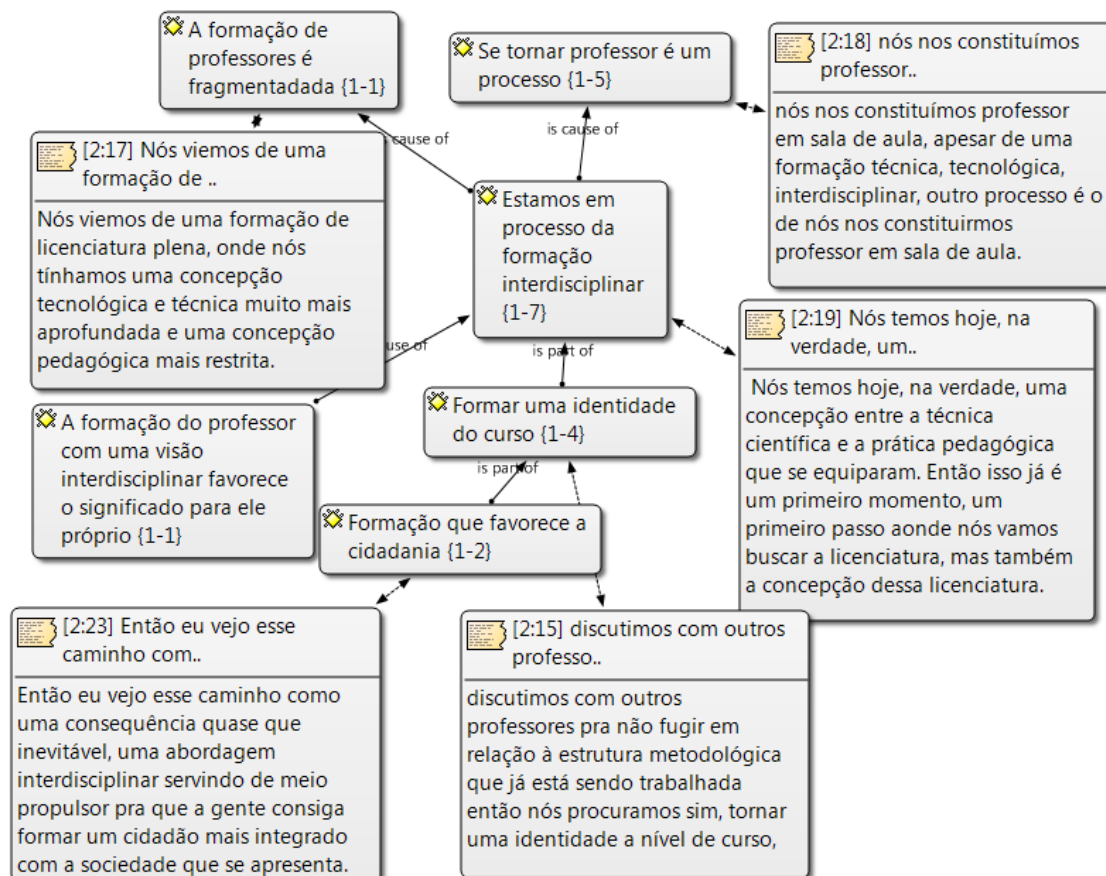 A formação de
professores é
fragmentadada {1-1}
Se tornar professor é um
processo {1-5}
[2:18] nós nos constituímos
professor..
nós nos constituímos professor
em sala de aula, apesar de uma
formação técnica, tecnológica,
interdisciplinar, outro processo é o
de nós nos constituirmos
professor em sala de aula.
cause of
is cause of
[2:17] Nós viemos de uma
formação de ..
Nós viemos de uma formação de
licenciatura plena, onde nós
tínhamos uma concepção
tecnológica e técnica muito mais
aprofundada e uma concepção
pedagógica mais restrita.
Estamos em
processo da
formação
interdisciplinar
{1-7}
[2:19] Nós temos hoje, na
verdade, um..
Nós temos hoje, na verdade, uma
concepção entre a técnica
científica e a prática pedagógica
que se equiparam. Então isso já é
um primeiro momento, um
primeiro passo aonde nós vamos
buscar a licenciatura, mas também
a concepção dessa licenciatura.
use of
is part of
A formação do professor
com uma visão
interdisciplinar favorece
o significado para ele
próprio {1-1}
Formar uma identidade
do curso {1-4}
is part of
Formação que favorece a
cidadania {1-2}
[2:23] Então eu vejo esse
caminho com..
Então eu vejo esse caminho como
uma consequência quase que
inevitável, uma abordagem
interdisciplinar servindo de meio
propulsor pra que a gente consiga
formar um cidadão mais integrado
com a sociedade que se apresenta.
[2:15] discutimos com outros
professo..
discutimos com outros
professores pra não fugir em
relação à estrutura metodológica
que já está sendo trabalhada
então nós procuramos sim, tornar
uma identidade a nível de curso,